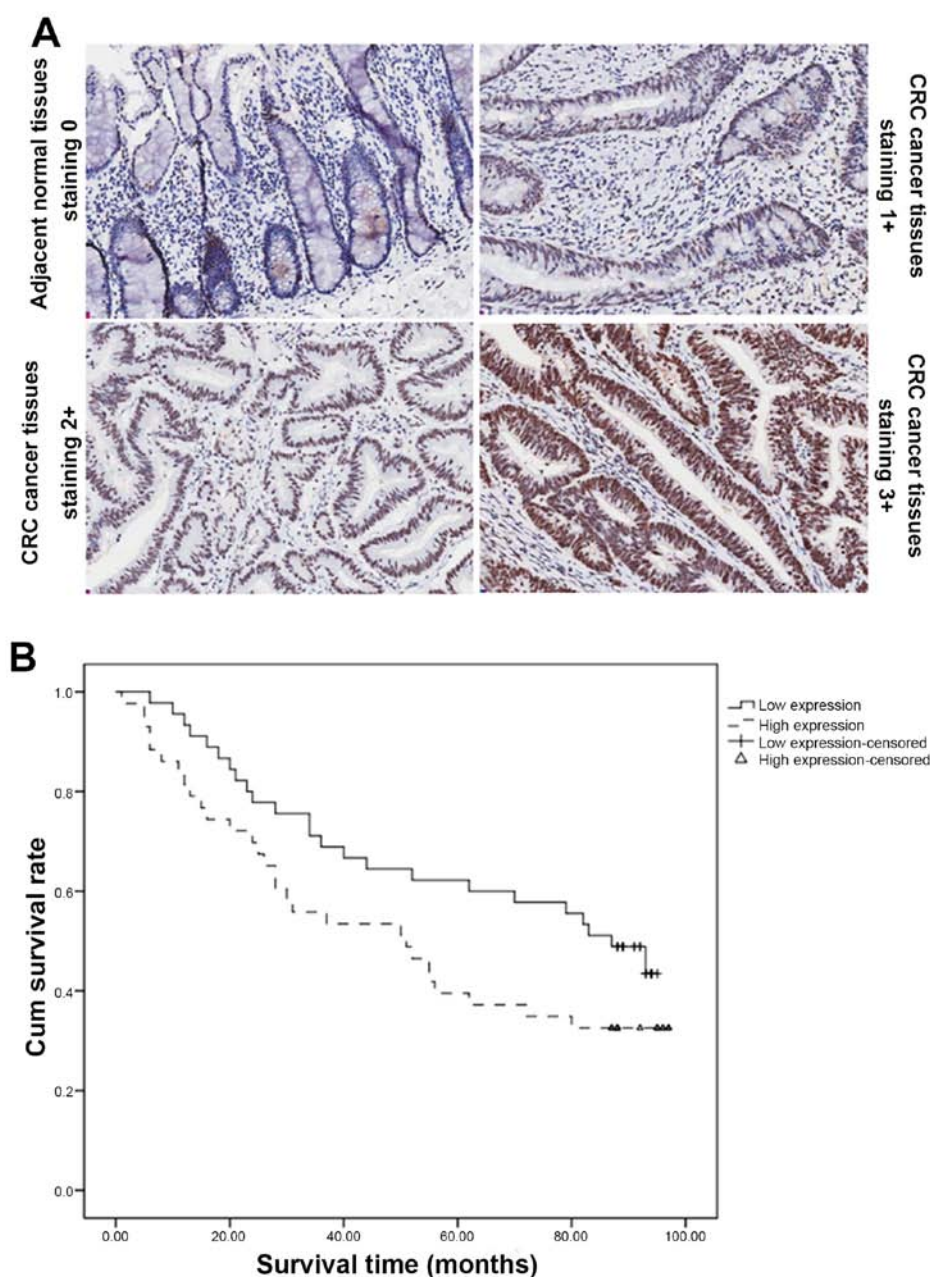 A
Adjacent normal tissues
staining 0
CRC cancer tissues
staining 1+
CRC cancer tissues
staining 2+
CRC cancer tissues
staining 3+
B
Cum survival rate
1.0
0.8
0.6
0.4
0.2
0.0
0.00 20.00 40.00 60.00 80.00 100.00
Survival time (months)
Low expression
High expression
Low expression-censored
High expression-censored